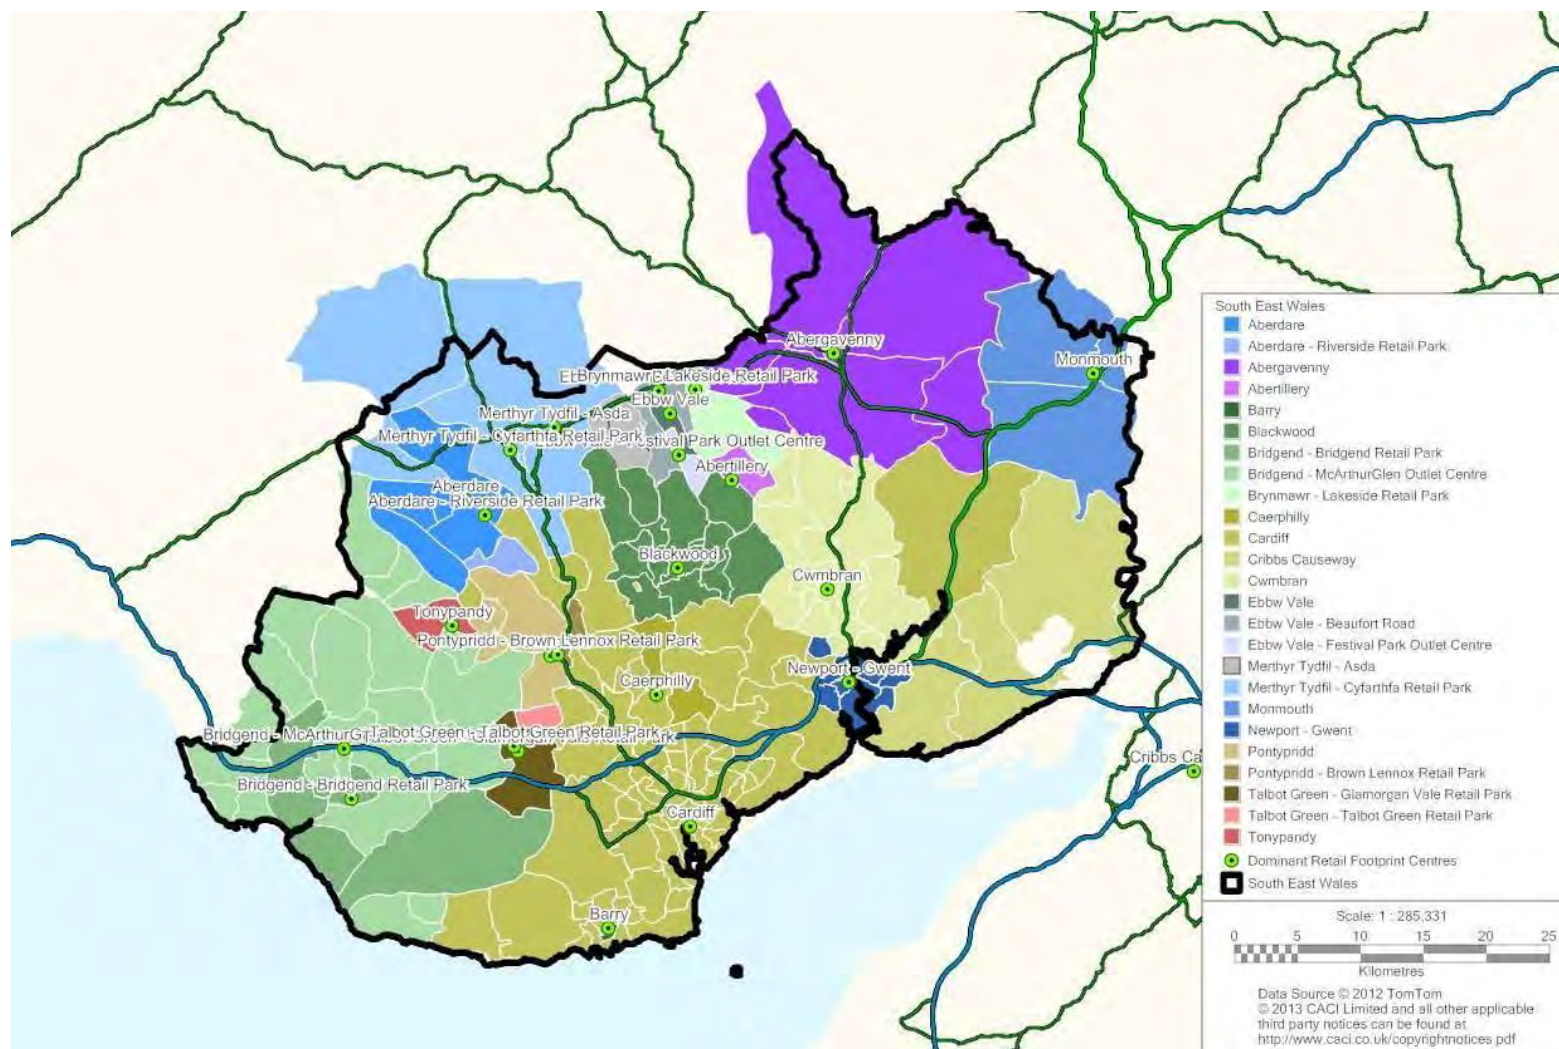 Abergavenny
Monmouth
Brynmawr - Lakeside Retail Park
Ebbw Vale
Merthyr Tydfil - Asda
Merthyr Tydfil - Cyfarthfa Retail Park
Festival Park Outlet Centre
Abertillery
Aberdare
Aberdare - Riverside Retail Park
Blackwood
Cwmbran
Tonypandy
Pontypridd - Brown Lennox Retail Park
Newport - Gwent
Caerphilly
Bridgend - McArthurG
Talbot Green - Talbot Green Retail Park
Cribbs Ca
Bridgend - Bridgend Retail Park
Cardiff
Barry
South East Wales
Aberdare
Aberdare - Riverside Retail Park
Abergavenny
Abertillery
Barry
Blackwood
Bridgend - Bridgend Retail Park
Bridgend - McArthurGlen Outlet Centre
Brynmawr - Lakeside Retail Park
Caerphilly
Cardiff
Cribbs Causeway
Cwmbran
Ebbw Vale
Ebbw Vale - Beaufort Road
Ebbw Vale - Festival Park Outlet Centre
Merthyr Tydfil - Asda
Merthyr Tydfil - Cyfarthfa Retail Park
Monmouth
Newport - Gwent
Pontypridd
Pontypridd - Brown Lennox Retail Park
Talbot Green - Glamorgan Vale Retail Park
Talbot Green - Talbot Green Retail Park
Tonypandy
Dominant Retail Footprint Centres
South East Wales
Scale: 1 : 285,331
0 5 10 15 20 25
Kilometres
Data Source © 2012 TomTom
© 2013 CACI Limited and all other applicable
third party notices can be found at
http://www.caci.co.uk/copyrightnotices.pdf